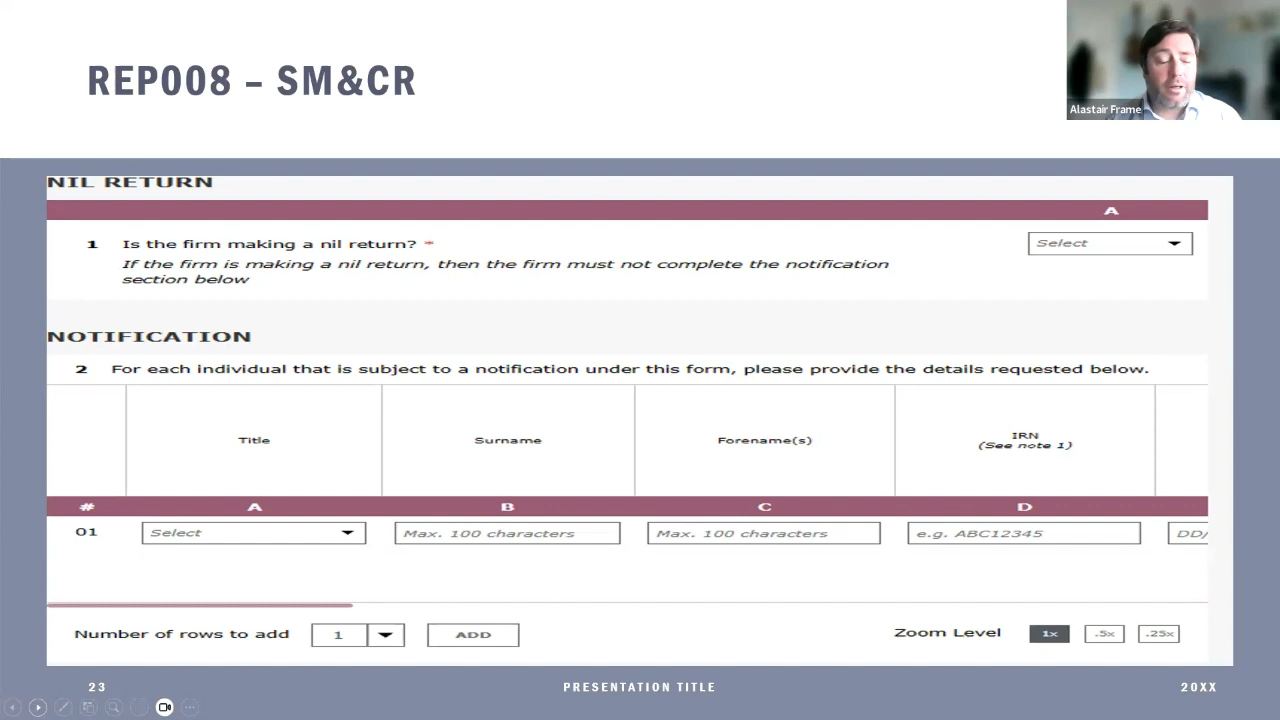 REP008 – SM&CR
Alastair Frame
NIL RETURN
A
1 Is the firm making a nil return? *
Select
If the firm is making a nil return, then the firm must not complete the notification
section below
NOTIFICATION
2 For each individual that is subject to a notification under this form, please provide the details requested below.
Title Surname Forename(s) IRN
(See note 1)
# A B C D
01 Select Max. 100 characters Max. 100 characters e.g. ABC12345 DD/
Number of rows to add 1 ADD Zoom Level 1x .5x .25x
23 PRESENTATION TITLE 20XX